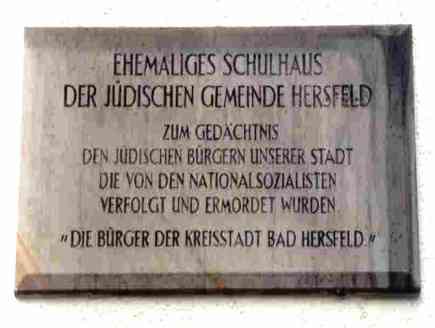 EHEMALIGES SCHULHAUS
DER JÜDISCHEN GEMEINDE HERSFELD
ZUM GEDÄCHTNIS
DEN JÜDISCHEN BÜRGERN UNSERER STADT
DIE VON DEN NATIONALSOZIALISTEN
VERFOLGT UND ERMORDET WURDEN
"DIE BÜRGER DER KREISSTADT BAD HERSFELD."